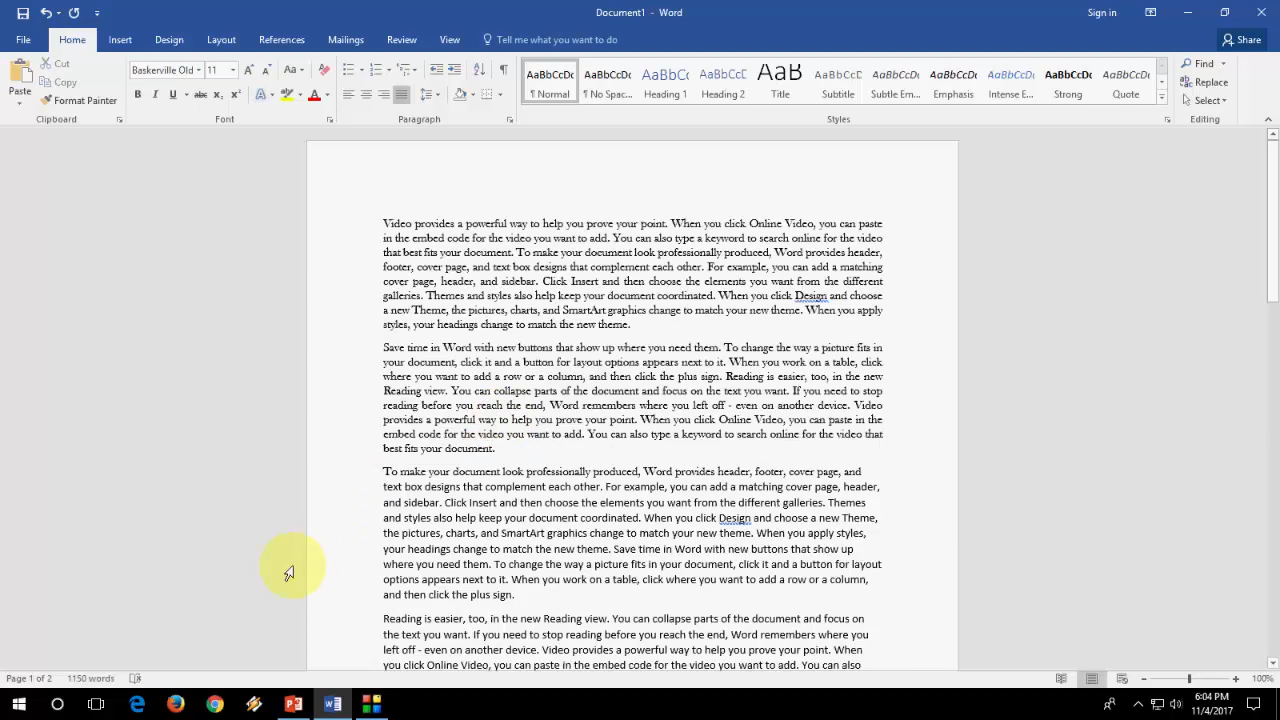 Document1 - Word
Sign in
File Home Insert Design Layout References Mailings Review View Tell me what you want to do Share
Paste
Cut
Copy
Format Painter
Clipboard
Baskerville Old 11 Aa
B I U abc x₂ x² A A
Font
Paragraph
AaBbCcDc AaBbCcDc AaBbCc AaBbCcD AaB AaBbCcD AaBbCcDc AaBbCcDc AaBbCcDc AaBbCcDc AaBbCcDc
¶ Normal ¶ No Spac... Heading 1 Heading 2 Title Subtitle Subtle Em... Emphasis Intense E... Strong Quote
Styles
Find
Replace
Select
Editing
Video provides a powerful way to help you prove your point. When you click Online Video, you can paste
in the embed code for the video you want to add. You can also type a keyword to search online for the video
that best fits your document. To make your document look professionally produced, Word provides header,
footer, cover page, and text box designs that complement each other. For example, you can add a matching
cover page, header, and sidebar. Click Insert and then choose the elements you want from the different
galleries. Themes and styles also help keep your document coordinated. When you click Design and choose
a new Theme, the pictures, charts, and SmartArt graphics change to match your new theme. When you apply
styles, your headings change to match the new theme.
Save time in Word with new buttons that show up where you need them. To change the way a picture fits in
your document, click it and a button for layout options appears next to it. When you work on a table, click
where you want to add a row or a column, and then click the plus sign. Reading is easier, too, in the new
Reading view. You can collapse parts of the document and focus on the text you want. If you need to stop
reading before you reach the end, Word remembers where you left off - even on another device. Video
provides a powerful way to help you prove your point. When you click Online Video, you can paste in the
embed code for the video you want to add. You can also type a keyword to search online for the video that
best fits your document.
To make your document look professionally produced, Word provides header, footer, cover page, and
text box designs that complement each other. For example, you can add a matching cover page, header,
and sidebar. Click Insert and then choose the elements you want from the different galleries. Themes
and styles also help keep your document coordinated. When you click Design and choose a new Theme,
the pictures, charts, and SmartArt graphics change to match your new theme. When you apply styles,
your headings change to match the new theme. Save time in Word with new buttons that show up
where you need them. To change the way a picture fits in your document, click it and a button for layout
options appears next to it. When you work on a table, click where you want to add a row or a column,
and then click the plus sign.
Reading is easier, too, in the new Reading view. You can collapse parts of the document and focus on
the text you want. If you need to stop reading before you reach the end, Word remembers where you
left off - even on another device. Video provides a powerful way to help you prove your point. When
you click Online Video, you can paste in the embed code for the video you want to add. You can also
Page 1 of 2 1150 words 100%
6:04 PM
11/4/2017